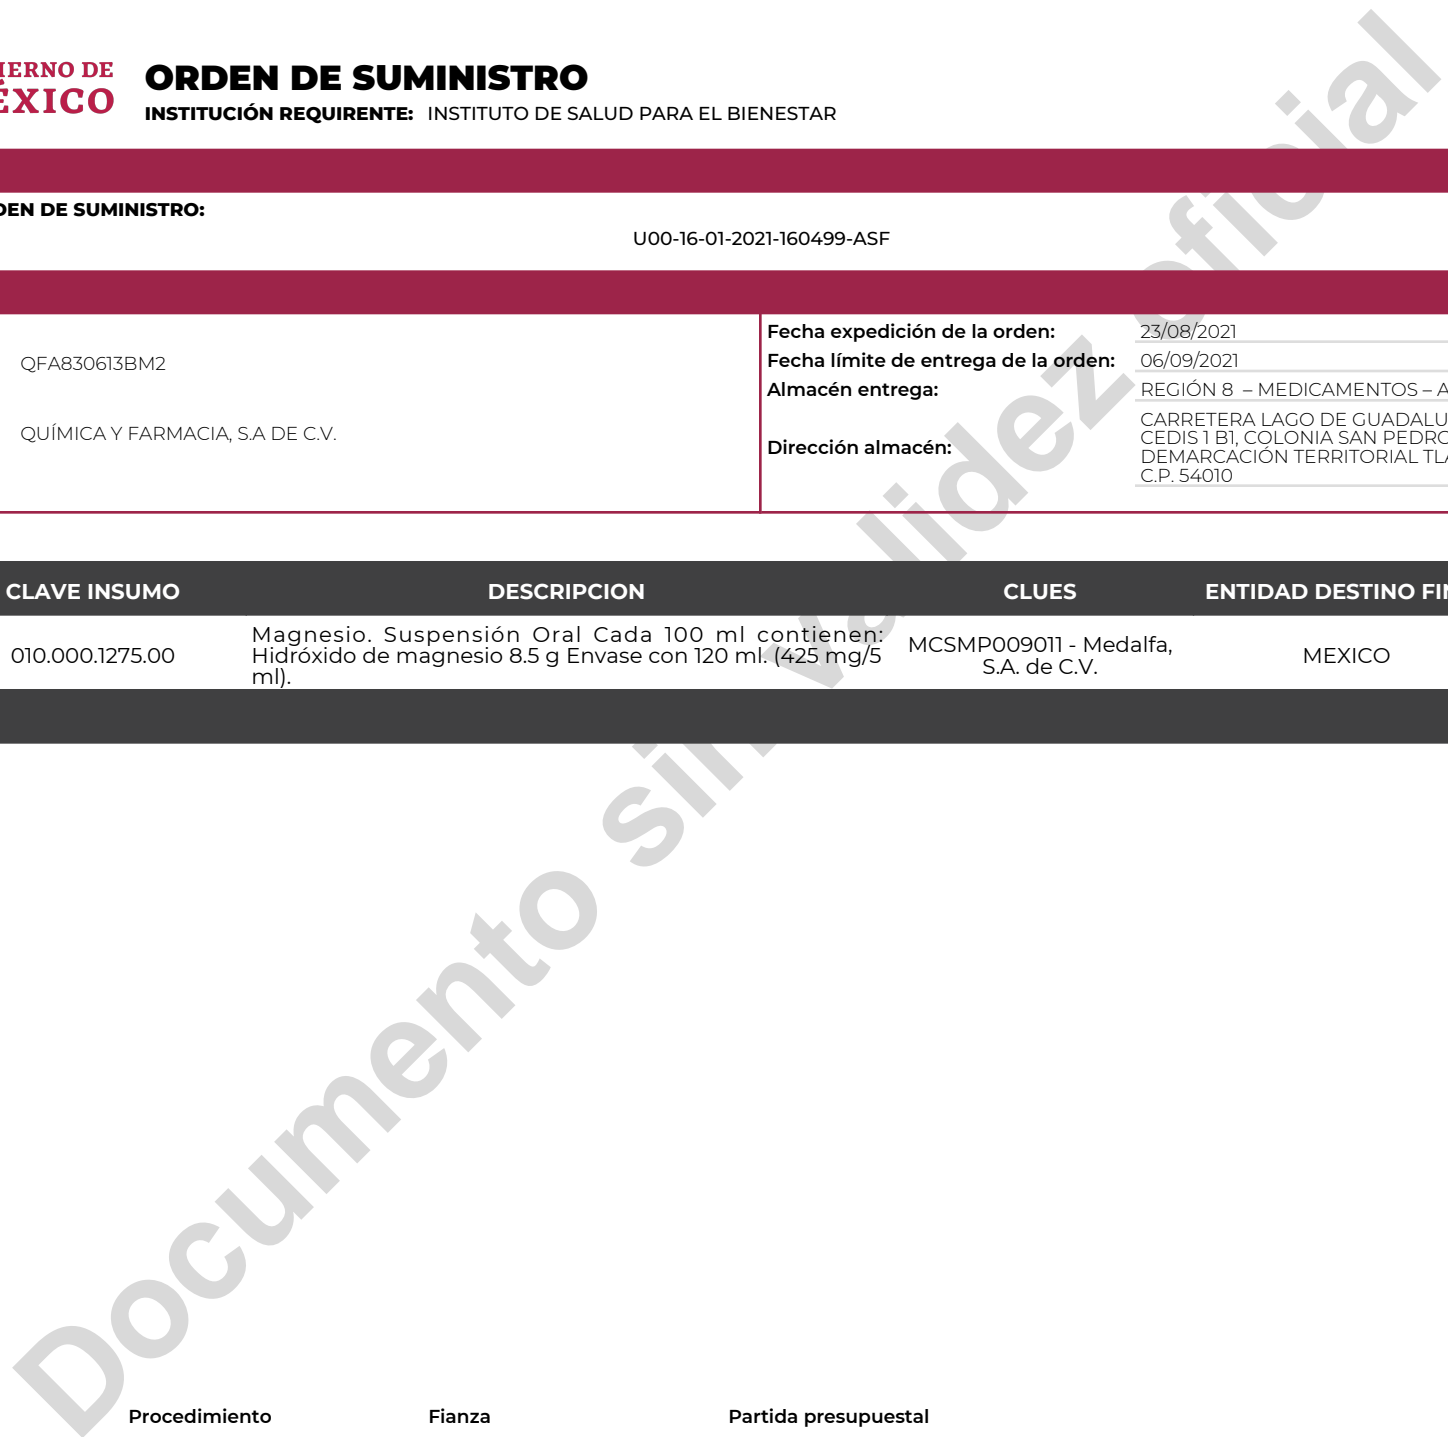 IERNO DE
ÉXICO
ORDEN DE SUMINISTRO
INSTITUCIÓN REQUIRENTE: INSTITUTO DE SALUD PARA EL BIENESTAR
DEN DE SUMINISTRO:
U00-16-01-2021-160499-ASF
QFA830613BM2
QUÍMICA Y FARMACIA, S.A DE C.V.
Fecha expedición de la orden: 23/08/2021
Fecha límite de entrega de la orden: 06/09/2021
Almacén entrega: REGIÓN 8 – MEDICAMENTOS – A
Dirección almacén: CARRETERA LAGO DE GUADALU
CEDIS 1 B1, COLONIA SAN PEDRO
DEMARCACIÓN TERRITORIAL TLA
C.P. 54010
CLAVE INSUMO DESCRIPCION CLUES ENTIDAD DESTINO FIN
010.000.1275.00
Magnesio. Suspensión Oral Cada 100 ml contienen:
Hidróxido de magnesio 8.5 g Envase con 120 ml. (425 mg/5
ml).
MCSMP009011 - Medalfa,
S.A. de C.V.
MEXICO
Documento sin validez oficial
Procedimiento Fianza Partida presupuestal